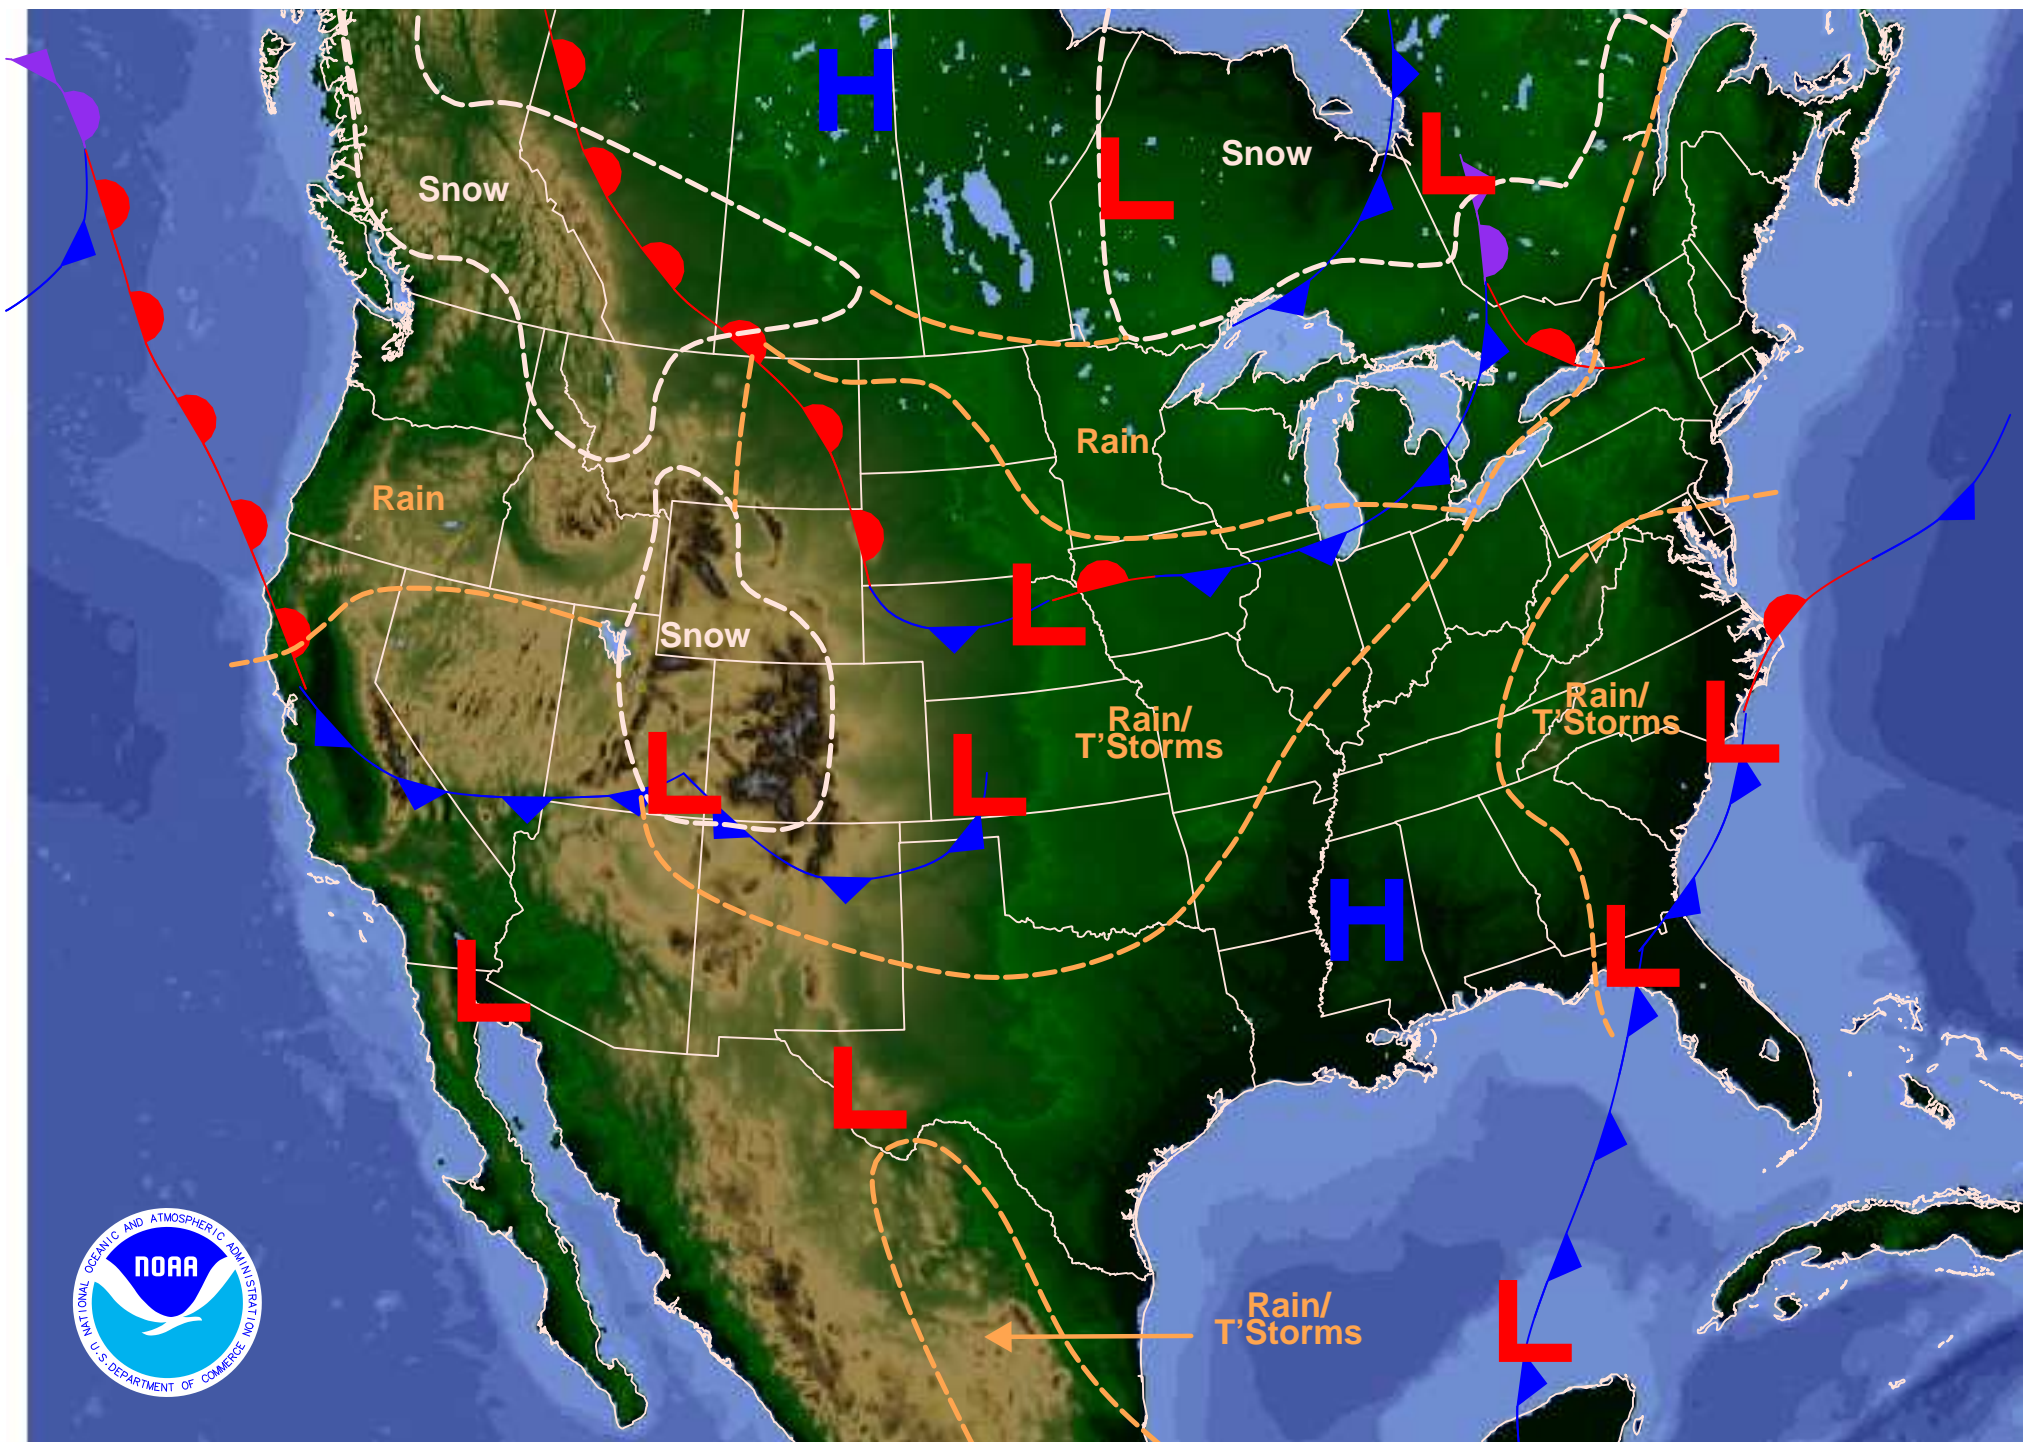 H
L
L
Snow
Snow
Rain
Rain
L
Snow
Rain/
T'Storms
Rain/
T'Storms
L
L
L
H
L
L
L
Rain/
T'Storms
L
NATIONAL OCEANIC AND ATMOSPHERIC ADMINISTRATION
NOAA
U.S. DEPARTMENT OF COMMERCE